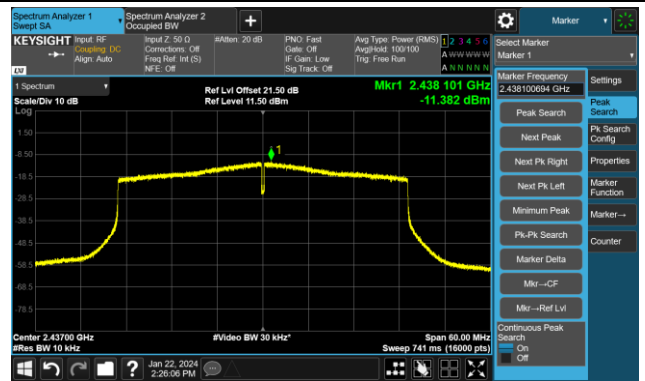 Spectrum Analyzer 1
Swept SA
Spectrum Analyzer 2
Occupied BW
Marker
KEYSIGHT
LXI
Input: RF
Coupling: DC
Align: Auto
Input Z: 50 Ω
Corrections: Off
Freq Ref: Int (S)
NFE: Off
#Atten: 20 dB
PNO: Fast
Gate: Off
IF Gain: Low
Sig Track: Off
Avg Type: Power (RMS)
Avg|Hold: 100/100
Trig: Free Run
1 2 3 4 5 6
A W W W W W
A N N N N N
Select Marker
Marker 1
1 Spectrum
Scale/Div 10 dB
Log
Ref Lvl Offset 21.50 dB
Ref Level 11.50 dBm
Mkr1 2.438 101 GHz
-11.382 dBm
1.50
-8.50
-18.5
-28.5
-38.5
-48.5
-58.5
-68.5
-78.5
1
Center 2.43700 GHz
#Res BW 10 kHz
#Video BW 30 kHz*
Span 60.00 MHz
Sweep 741 ms (16000 pts)
Marker Frequency
2.438100694 GHz
Peak Search
Next Peak
Next Pk Right
Next Pk Left
Minimum Peak
Pk-Pk Search
Marker Delta
Mkr→CF
Mkr→Ref Lvl
Continuous Peak
Search
On
Off
Settings
Peak
Search
Pk Search
Config
Properties
Marker
Function
Marker→
Counter
?
Jan 22, 2024
2:26:06 PM